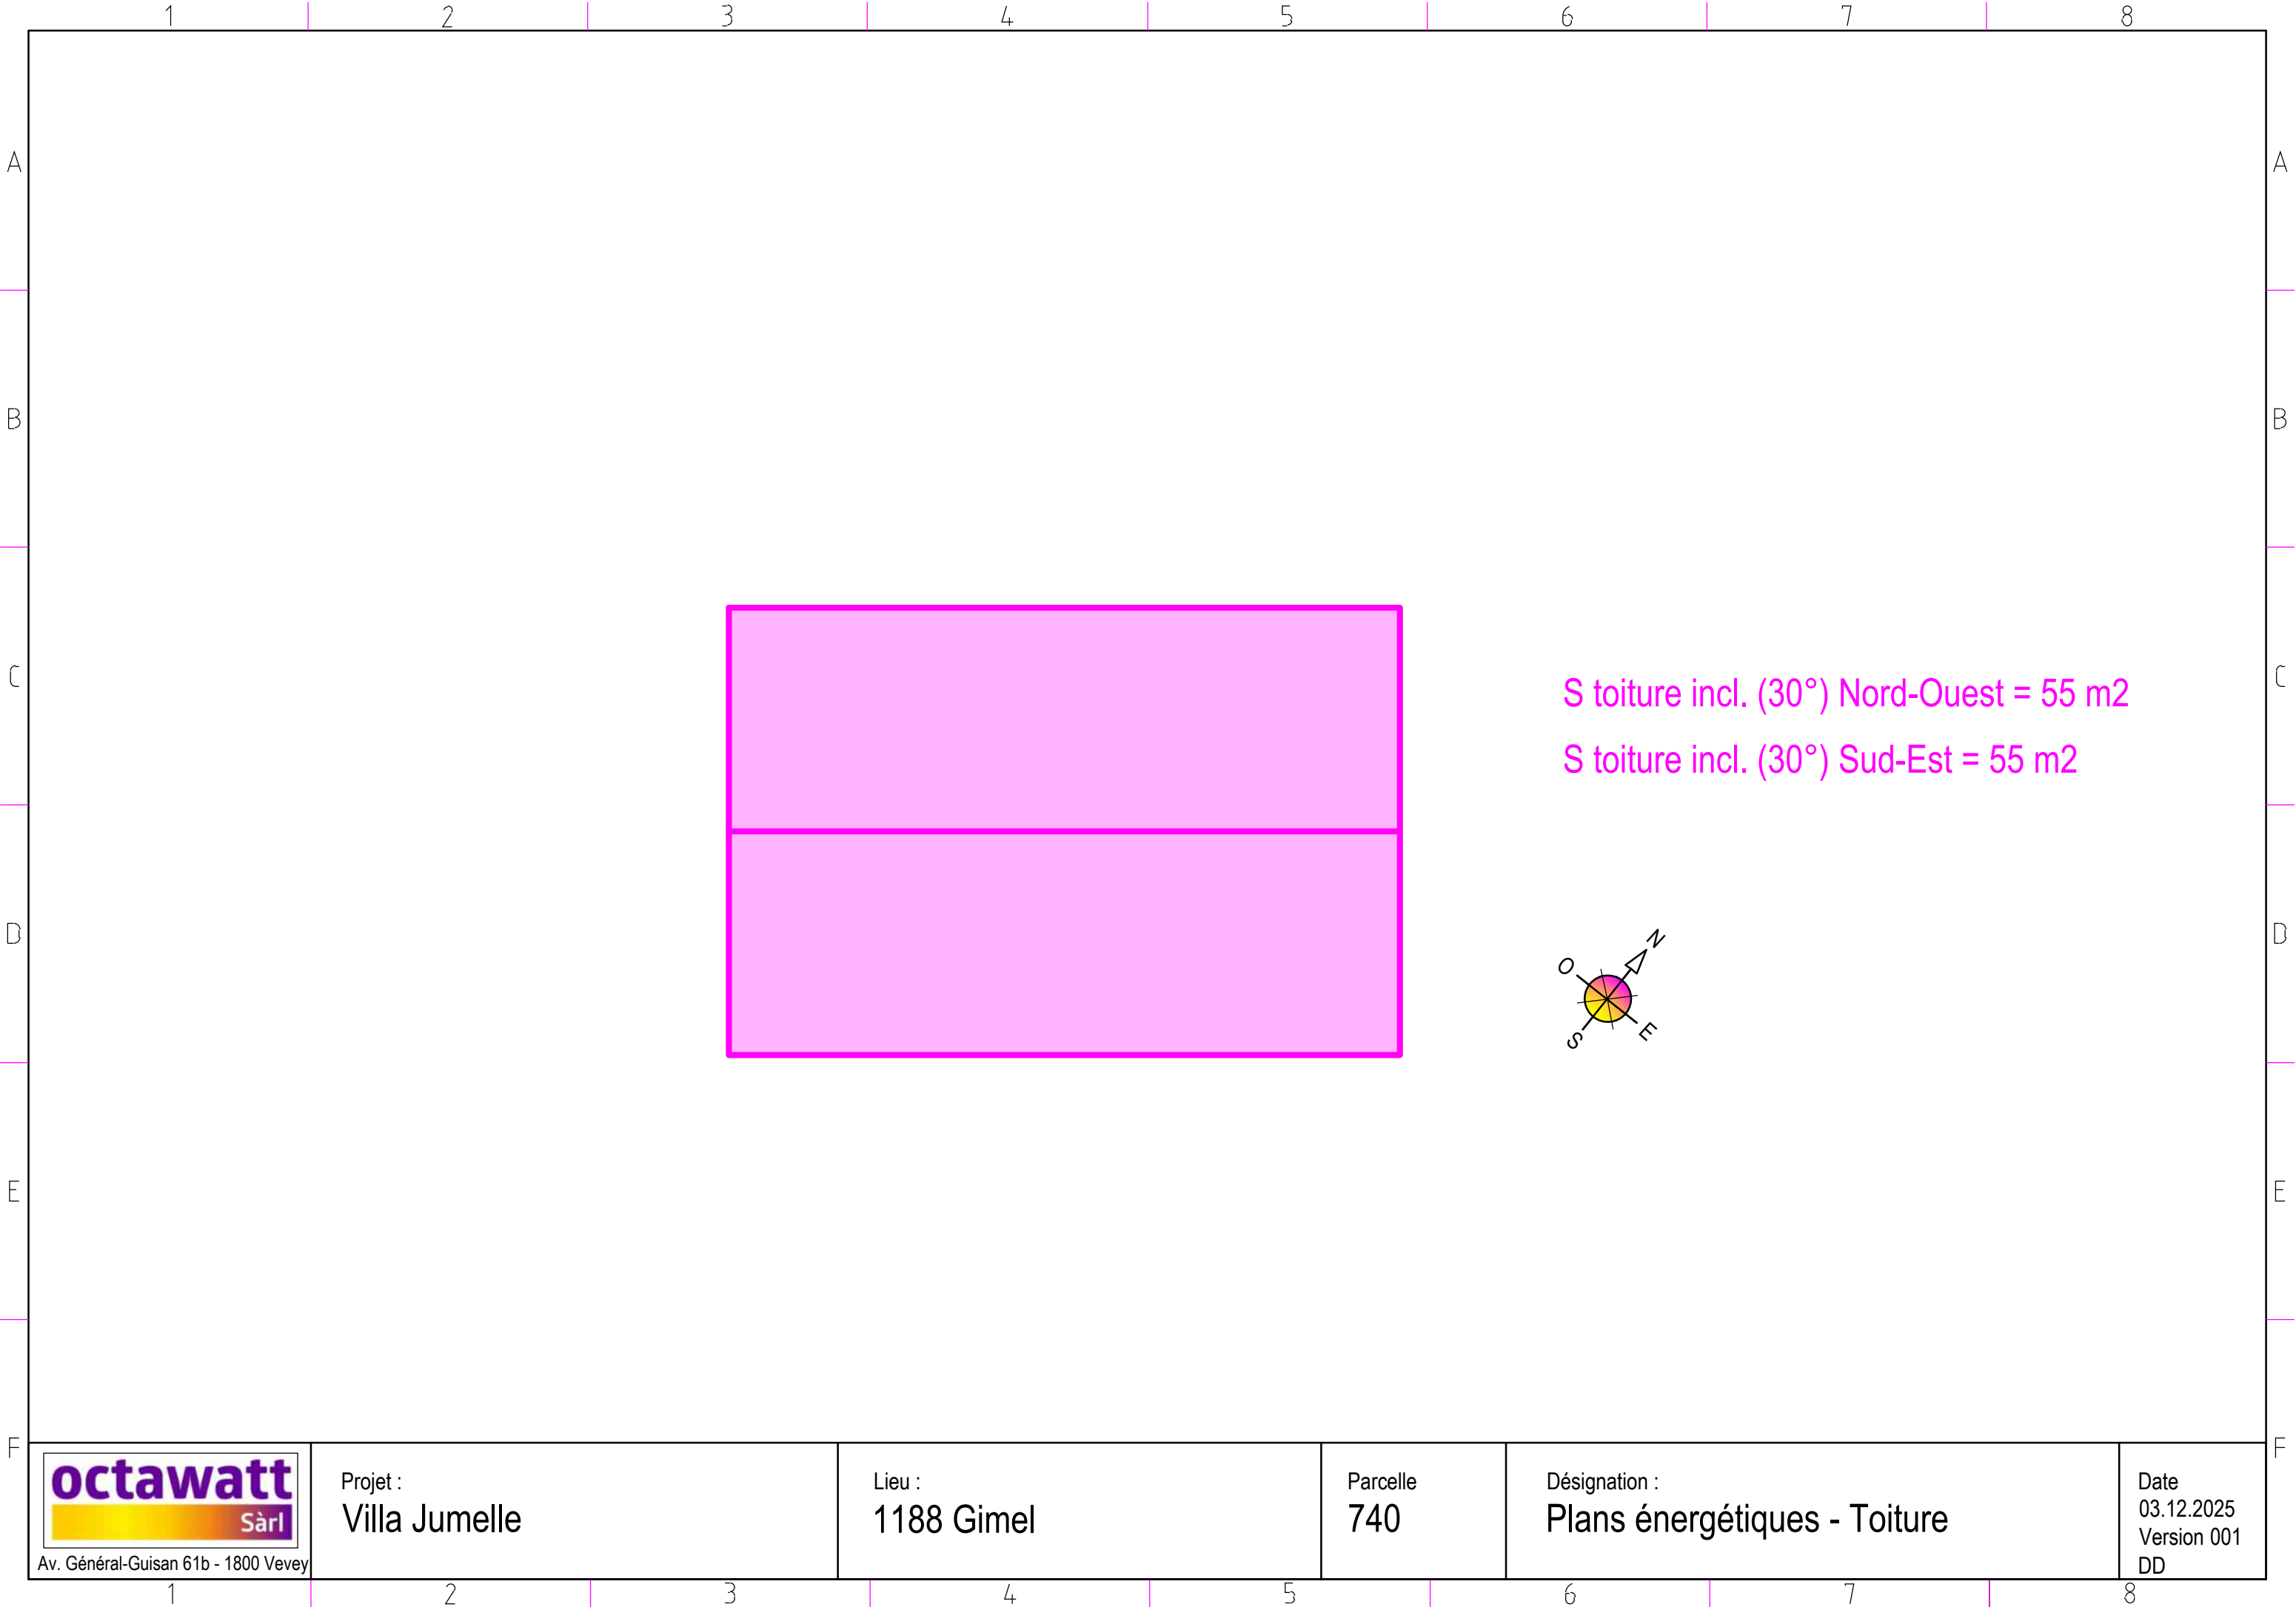 1 2 3 4 5 6 7 8
A A
B B
C C
S toiture incl. (30°) Nord-Ouest = 55 m2
S toiture incl. (30°) Sud-Est = 55 m2
D D
N
O
E
S
E E
F F
octawatt
Sàrl
Av. Général-Guisan 61b - 1800 Vevey
Projet :
Villa Jumelle
Lieu :
1188 Gimel
Parcelle
740
Désignation :
Plans énergétiques - Toiture
Date
03.12.2025
Version 001
DD
1 2 3 4 5 6 7 8